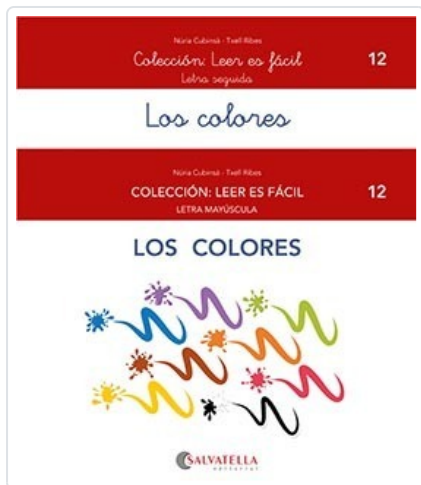 Núria Cubinsà - Txell Ribes
Colección: Leer es fácil 12
Letra seguida
Los colores
Núria Cubinsà - Txell Ribes
COLECCIÓN: LEER ES FÁCIL 12
LETRA MAYÚSCULA
LOS COLORES
SALVATELLA